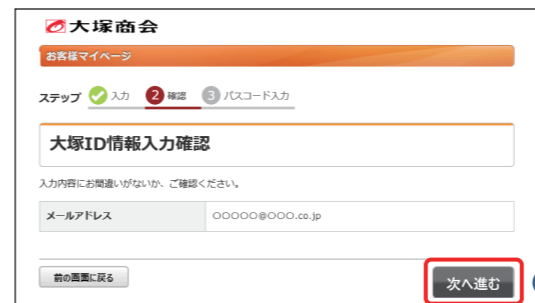 大塚商会
お客様マイページ
ステップ 入力 2 確認 3 パスコード入力
大塚ID情報入力確認
入力内容にお間違いがないか、ご確認ください。
メールアドレス OOOOO@OOO.co.jp
前の画面に戻る
次へ進む